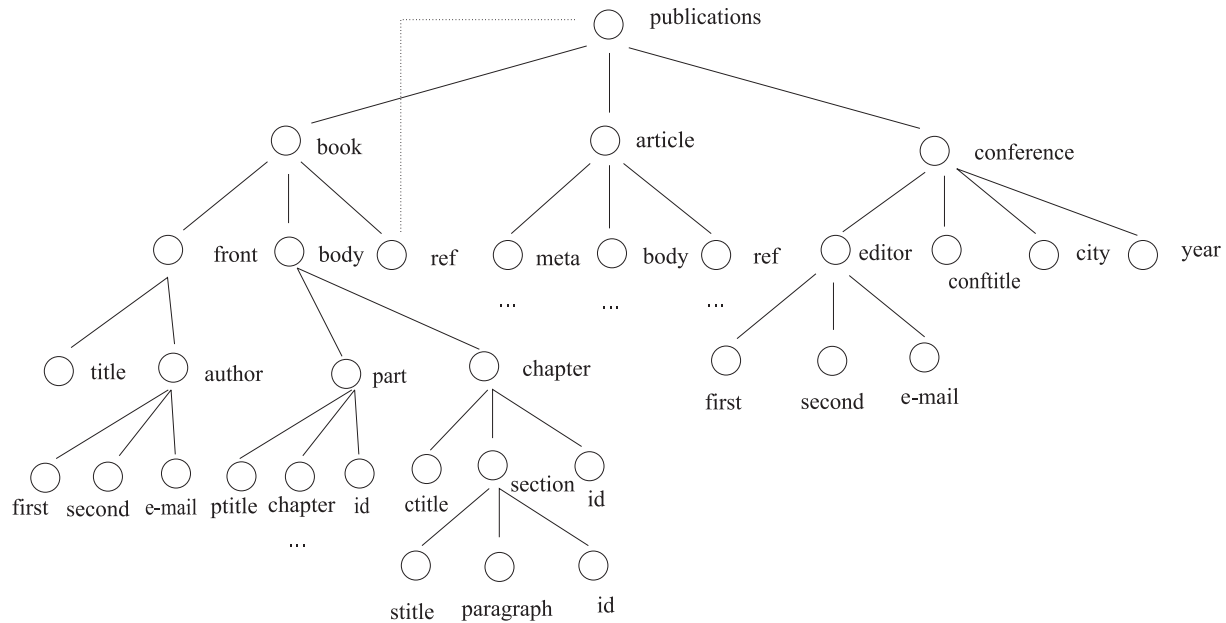 publications
book
article
conference
front
body
ref
meta
body
ref
editor
conftitle
city
year
...
...
...
title
author
part
chapter
first
second
e-mail
first
second
e-mail
ptitle
chapter
id
ctitle
section
id
...
stitle
paragraph
id